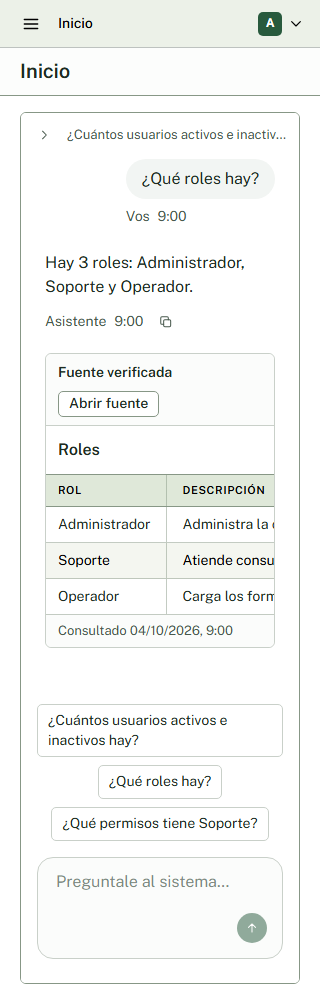 Inicio
A
Inicio
¿Cuántos usuarios activos e inactiv...
¿Qué roles hay?
Vos 9:00
Hay 3 roles: Administrador,
Soporte y Operador.
Asistente 9:00
Fuente verificada
Abrir fuente
Roles
ROL DESCRIPCIÓN
Administrador Administra la
Soporte Atiende consu
Operador Carga los form
Consultado 04/10/2026, 9:00
¿Cuántos usuarios activos e
inactivos hay?
¿Qué roles hay?
¿Qué permisos tiene Soporte?
Preguntale al sistema...